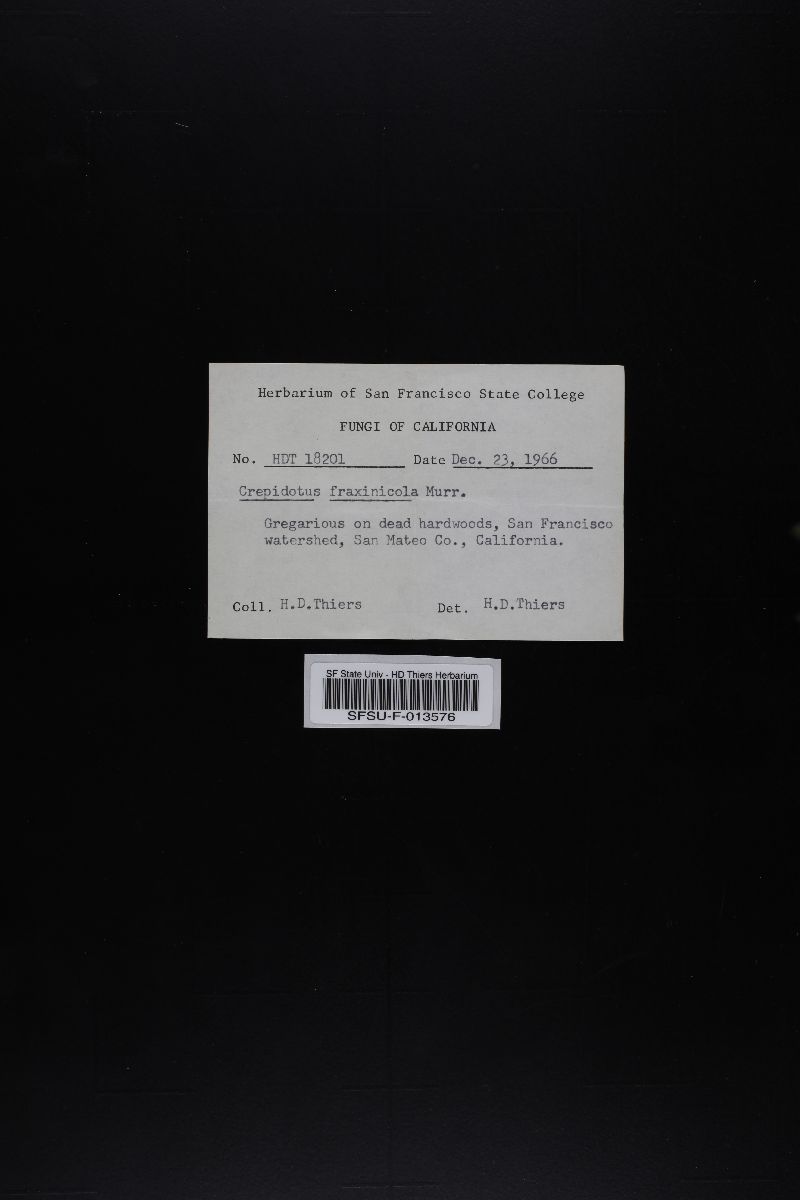 Herbarium of San Francisco State College
FUNGI OF CALIFORNIA
No. HDT 18201 Date Dec. 23, 1966
Crepidotus fraxinicola Murr.
Gregarious on dead hardwoods, San Francisco
watershed, San Mateo Co., California.
Coll. H.D.Thiers Det. H.D.Thiers
SF State Univ - HD Thiers Herbarium
SFSU-F-013576